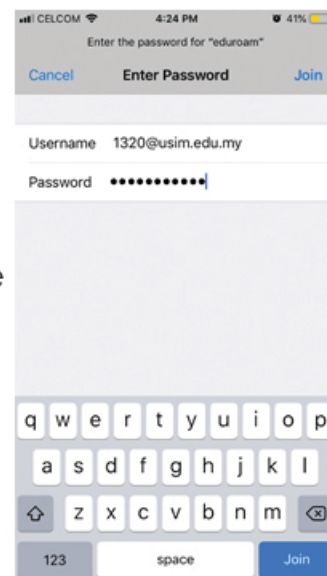 CELCOM 4:24 PM 41%
Enter the password for "eduroam"
Cancel Enter Password Join
Username 1320@usim.edu.my
Password ●●●●●●●●●●●
e
q w e r t y u i o p
a s d f g h j k l
z x c v b n m
123 space Join